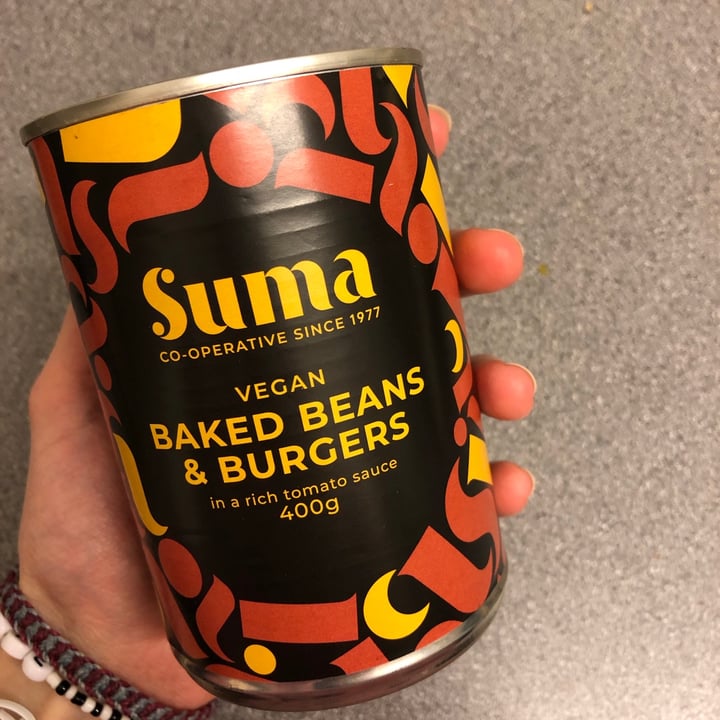 Suma
CO-OPERATIVE SINCE 1977
VEGAN
BAKED BEANS
& BURGERS
in a rich tomato sauce
400g